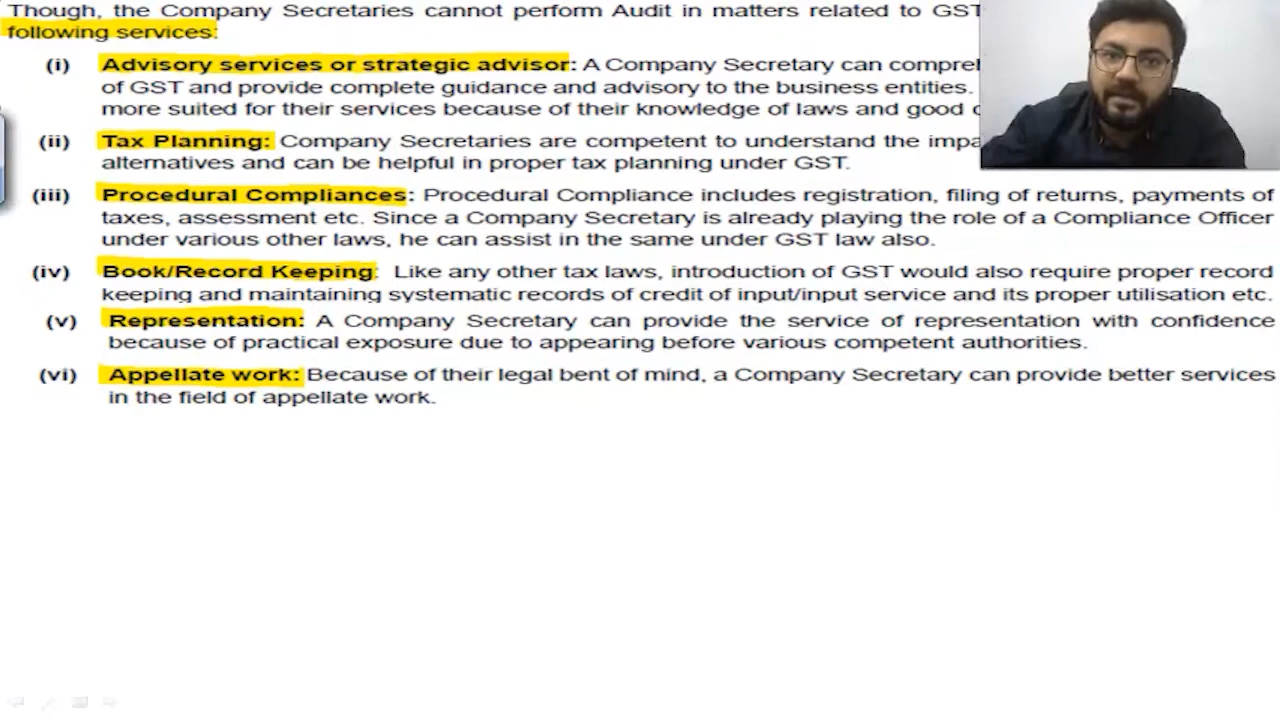 Though, the Company Secretaries cannot perform Audit in matters related to GST
following services:
(i) Advisory services or strategic advisor: A Company Secretary can
of GST and provide complete guidance and advisory to the business entities.
more suited for their services because of their knowledge of laws and good
(ii) Tax Planning: Company Secretaries are competent to understand the
alternatives and can be helpful in proper tax planning under GST.
(iii) Procedural Compliances: Procedural Compliance includes registration, filing of returns, payments of
taxes, assessment etc. Since a Company Secretary is already playing the role of a Compliance Officer
under various other laws, he can assist in the same under GST law also.
(iv) Book/Record Keeping: Like any other tax laws, introduction of GST would also require proper record
keeping and maintaining systematic records of credit of input/input service and its proper utilisation etc.
(v) Representation: A Company Secretary can provide the service of representation with confidence
because of practical exposure due to appearing before various competent authorities.
(vi) Appellate work: Because of their legal bent of mind, a Company Secretary can provide better services
in the field of appellate work.